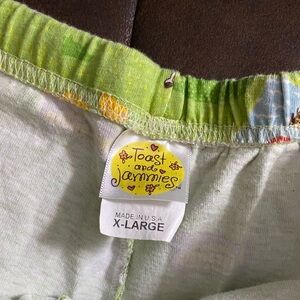 Toast
and
Jammies
MADE IN U.S.A
X-LARGE